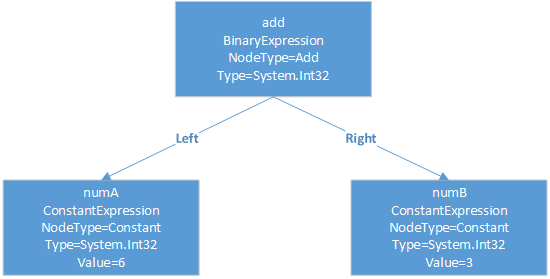 add
BinaryExpression
NodeType=Add
Type=System.Int32
Left
Right
numA
ConstantExpression
NodeType=Constant
Type=System.Int32
Value=6
numB
ConstantExpression
NodeType=Constant
Type=System.Int32
Value=3